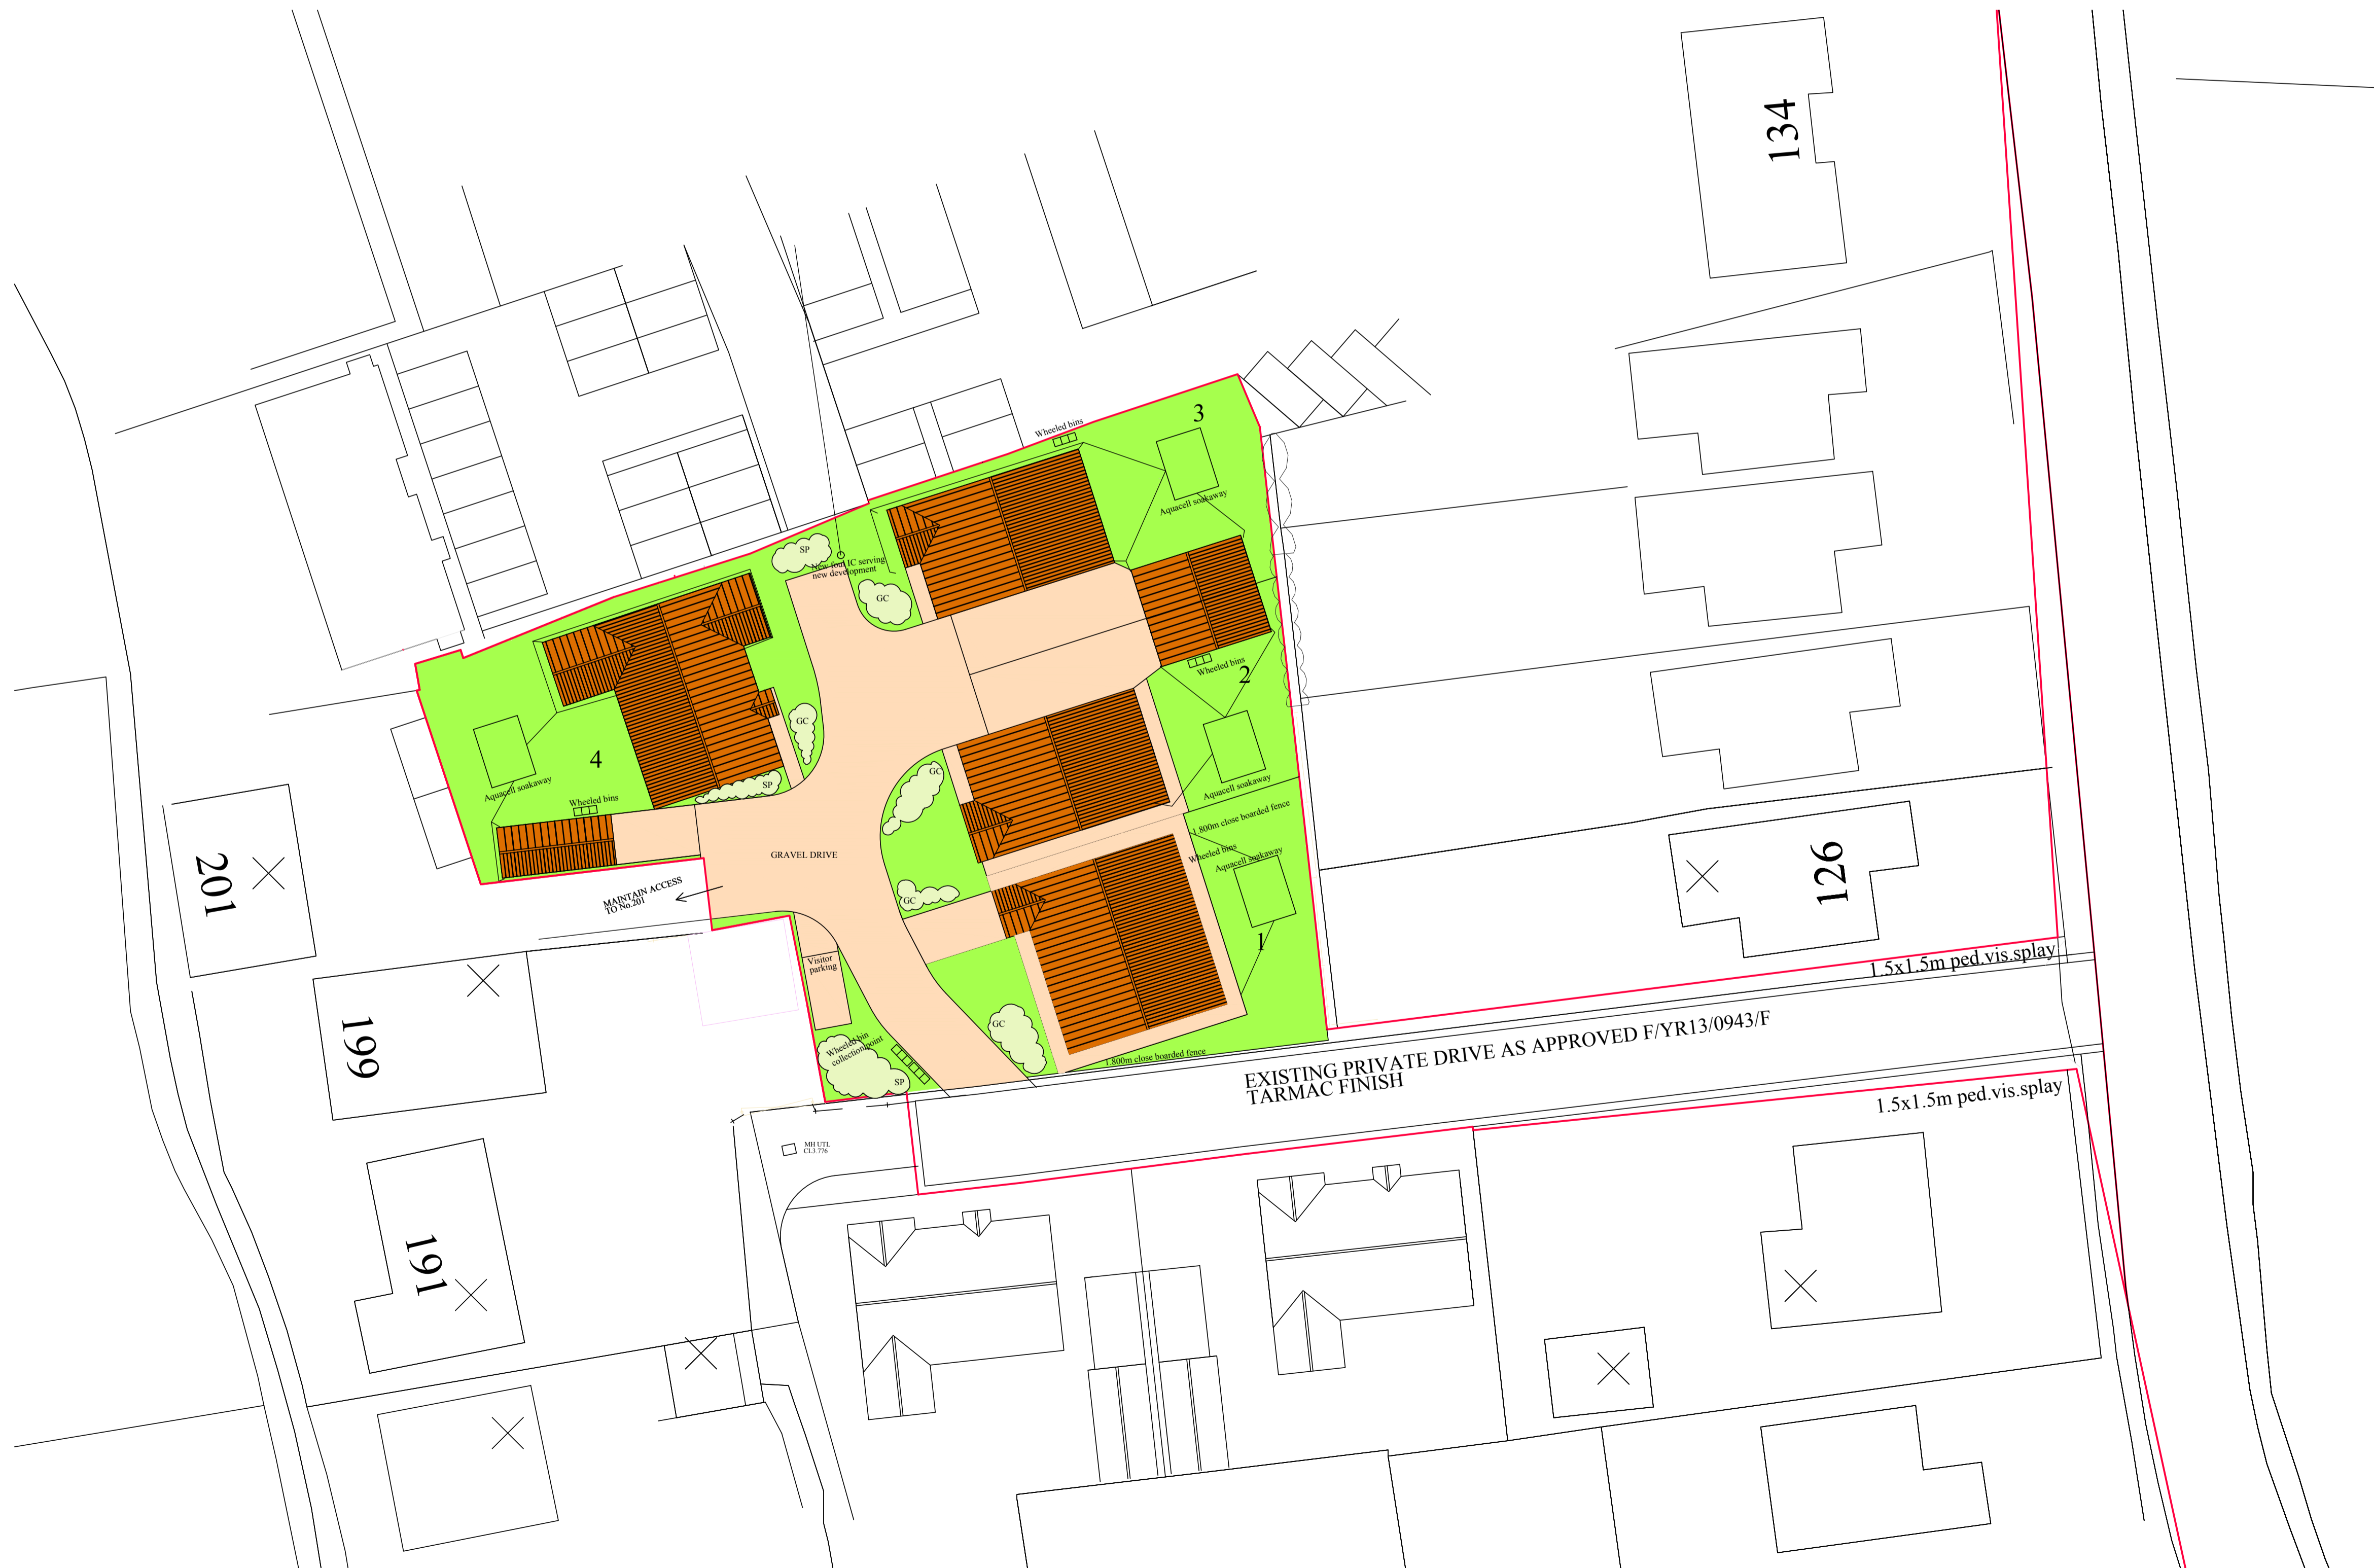 134
3
Wheeled bins
Aquacell soakaway
SP
New foul IC serving
new development
GC
Wheeled bins
2
GC
4
Aquacell soakaway
Wheeled bins
SP
GC
Aquacell soakaway
1.800m close boarded fence
GRAVEL DRIVE
Wheeled bins
Aquacell soakaway
201
126
MAINTAIN ACCESS
TO No.201
GC
1
Visitor
parking
1.5x1.5m ped.vis.splay
199
GC
Wheeled bin
collection point
SP
1.800m close boarded fence
EXISTING PRIVATE DRIVE AS APPROVED F/YR13/0943/F
TARMAC FINISH
1.5x1.5m ped.vis.splay
MH UTL
CL3.776
191